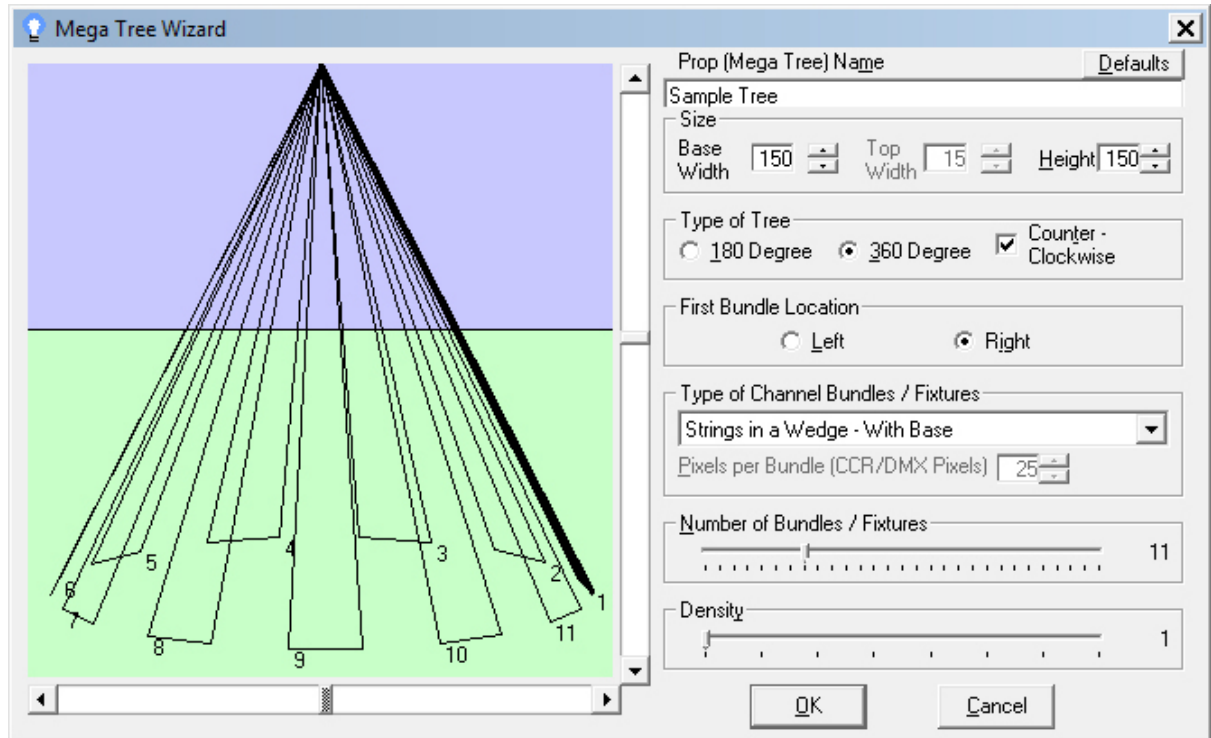 Mega Tree Wizard
Prop (Mega Tree) Name
Defaults
Sample Tree
Size
Base Width 150 Top Width 15 Height 150
Type of Tree
180 Degree 360 Degree Counter - Clockwise
First Bundle Location
Left Right
Type of Channel Bundles / Fixtures
Strings in a Wedge - With Base
Pixels per Bundle (CCR/DMX Pixels) 25
Number of Bundles / Fixtures
11
Density
1
OK Cancel
4
3
5
2
6
1
7
11
8
10
9